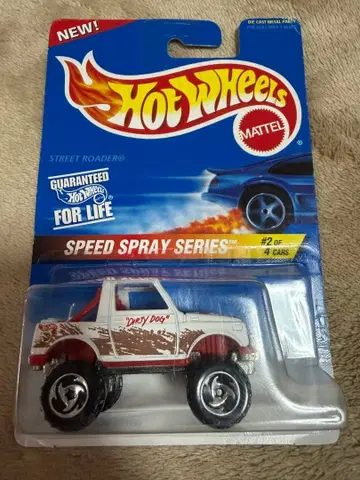 NEW!
DIE CAST METAL PARTS
HOT WHEELS
MATTEL
STREET ROADER®
GUARANTEED
Hot Wheels
FOR LIFE
SPEED SPRAY SERIES™
#2 OF
4 CARS
"DIRTY DOG"